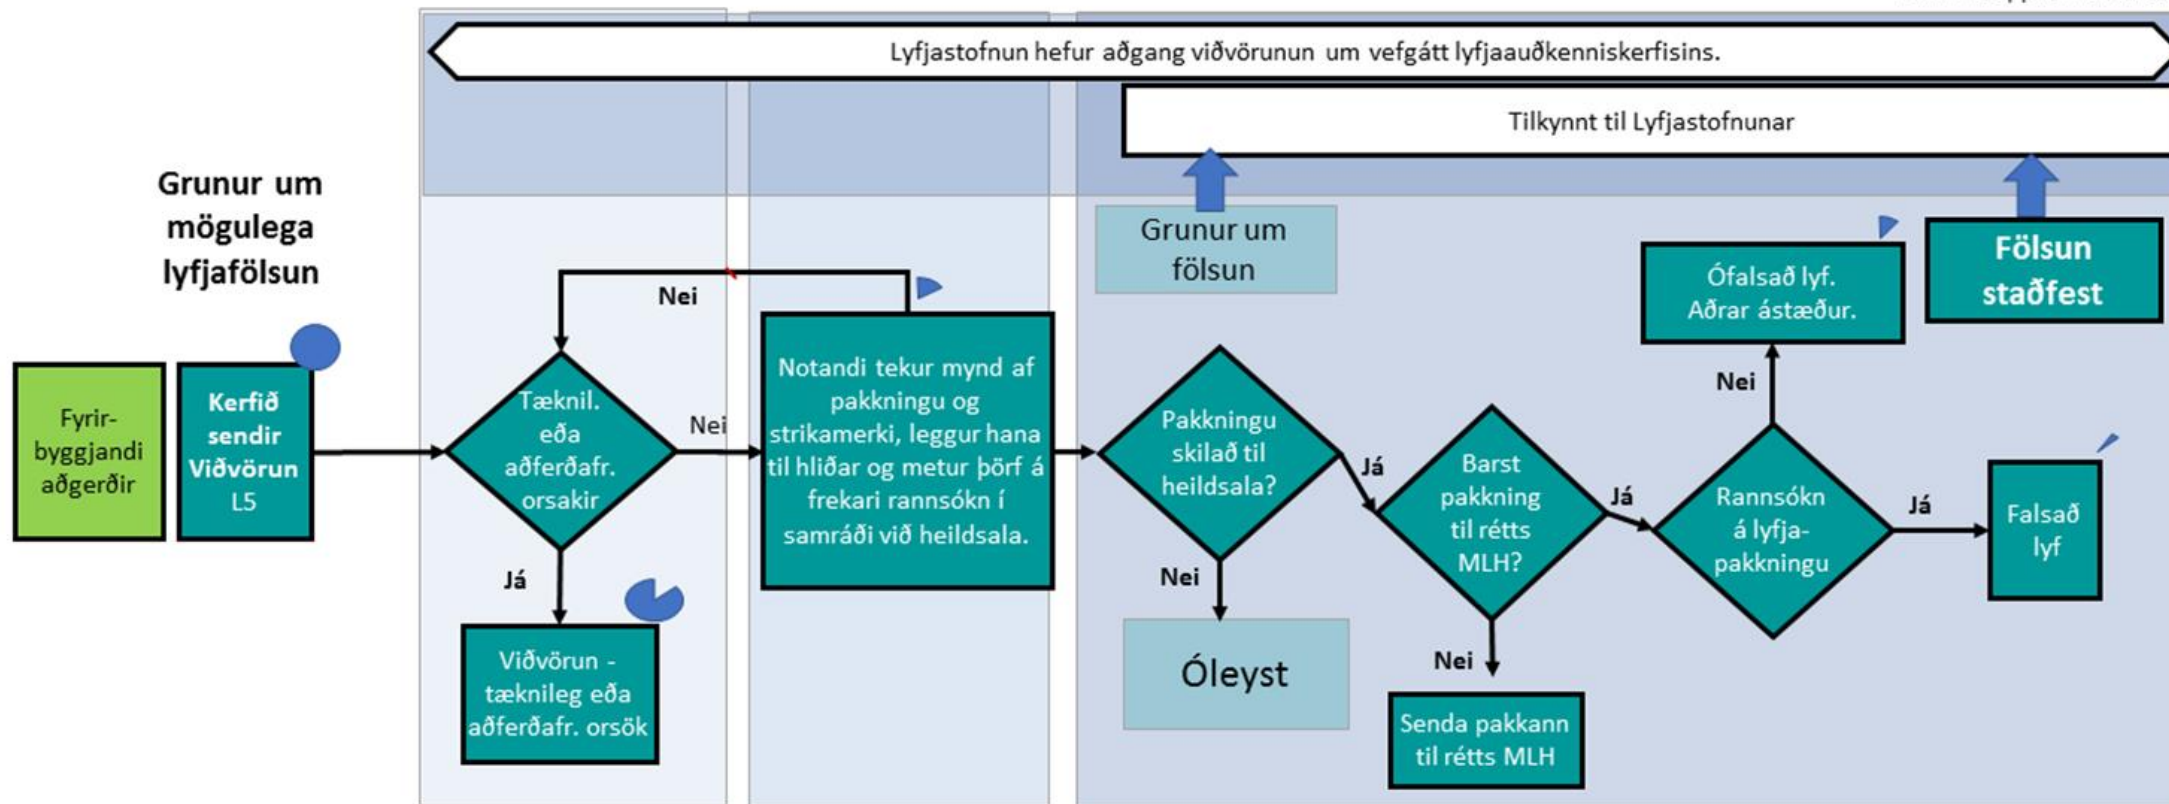 Lyfjastofnun hefur aðgang viðvörunun um vefgátt lyfjaauðkenniskerfisins.
Tilkynnt til Lyfjastofnunar
Grunur um
mögulega
lyfjafölsun
Fyrir-
byggjandi
aðgerðir
Kerfið
sendir
Viðvörun
L5
Nei
Tæknil.
eða
aðferðafr.
orsakir
Nei
Já
Viðvörun -
tæknileg eða
aðferðafr. orsök
Notandi tekur mynd af
pakkningu og
strikamerki, leggur hana
til hliðar og metur þörf á
frekari rannsókn í
samráði við heildsala.
Grunur um
fölsun
Pakkningu
skilað til
heildsala?
Já
Nei
Óleyst
Barst
pakkning
til rétts
MLH?
Já
Nei
Senda pakkann
til rétts MLH
Rannsókn
á lyfja-
pakkningu
Nei
Ófalsað lyf.
Aðrar ástæður.
Já
Falsað
lyf
Fölsun
staðfest